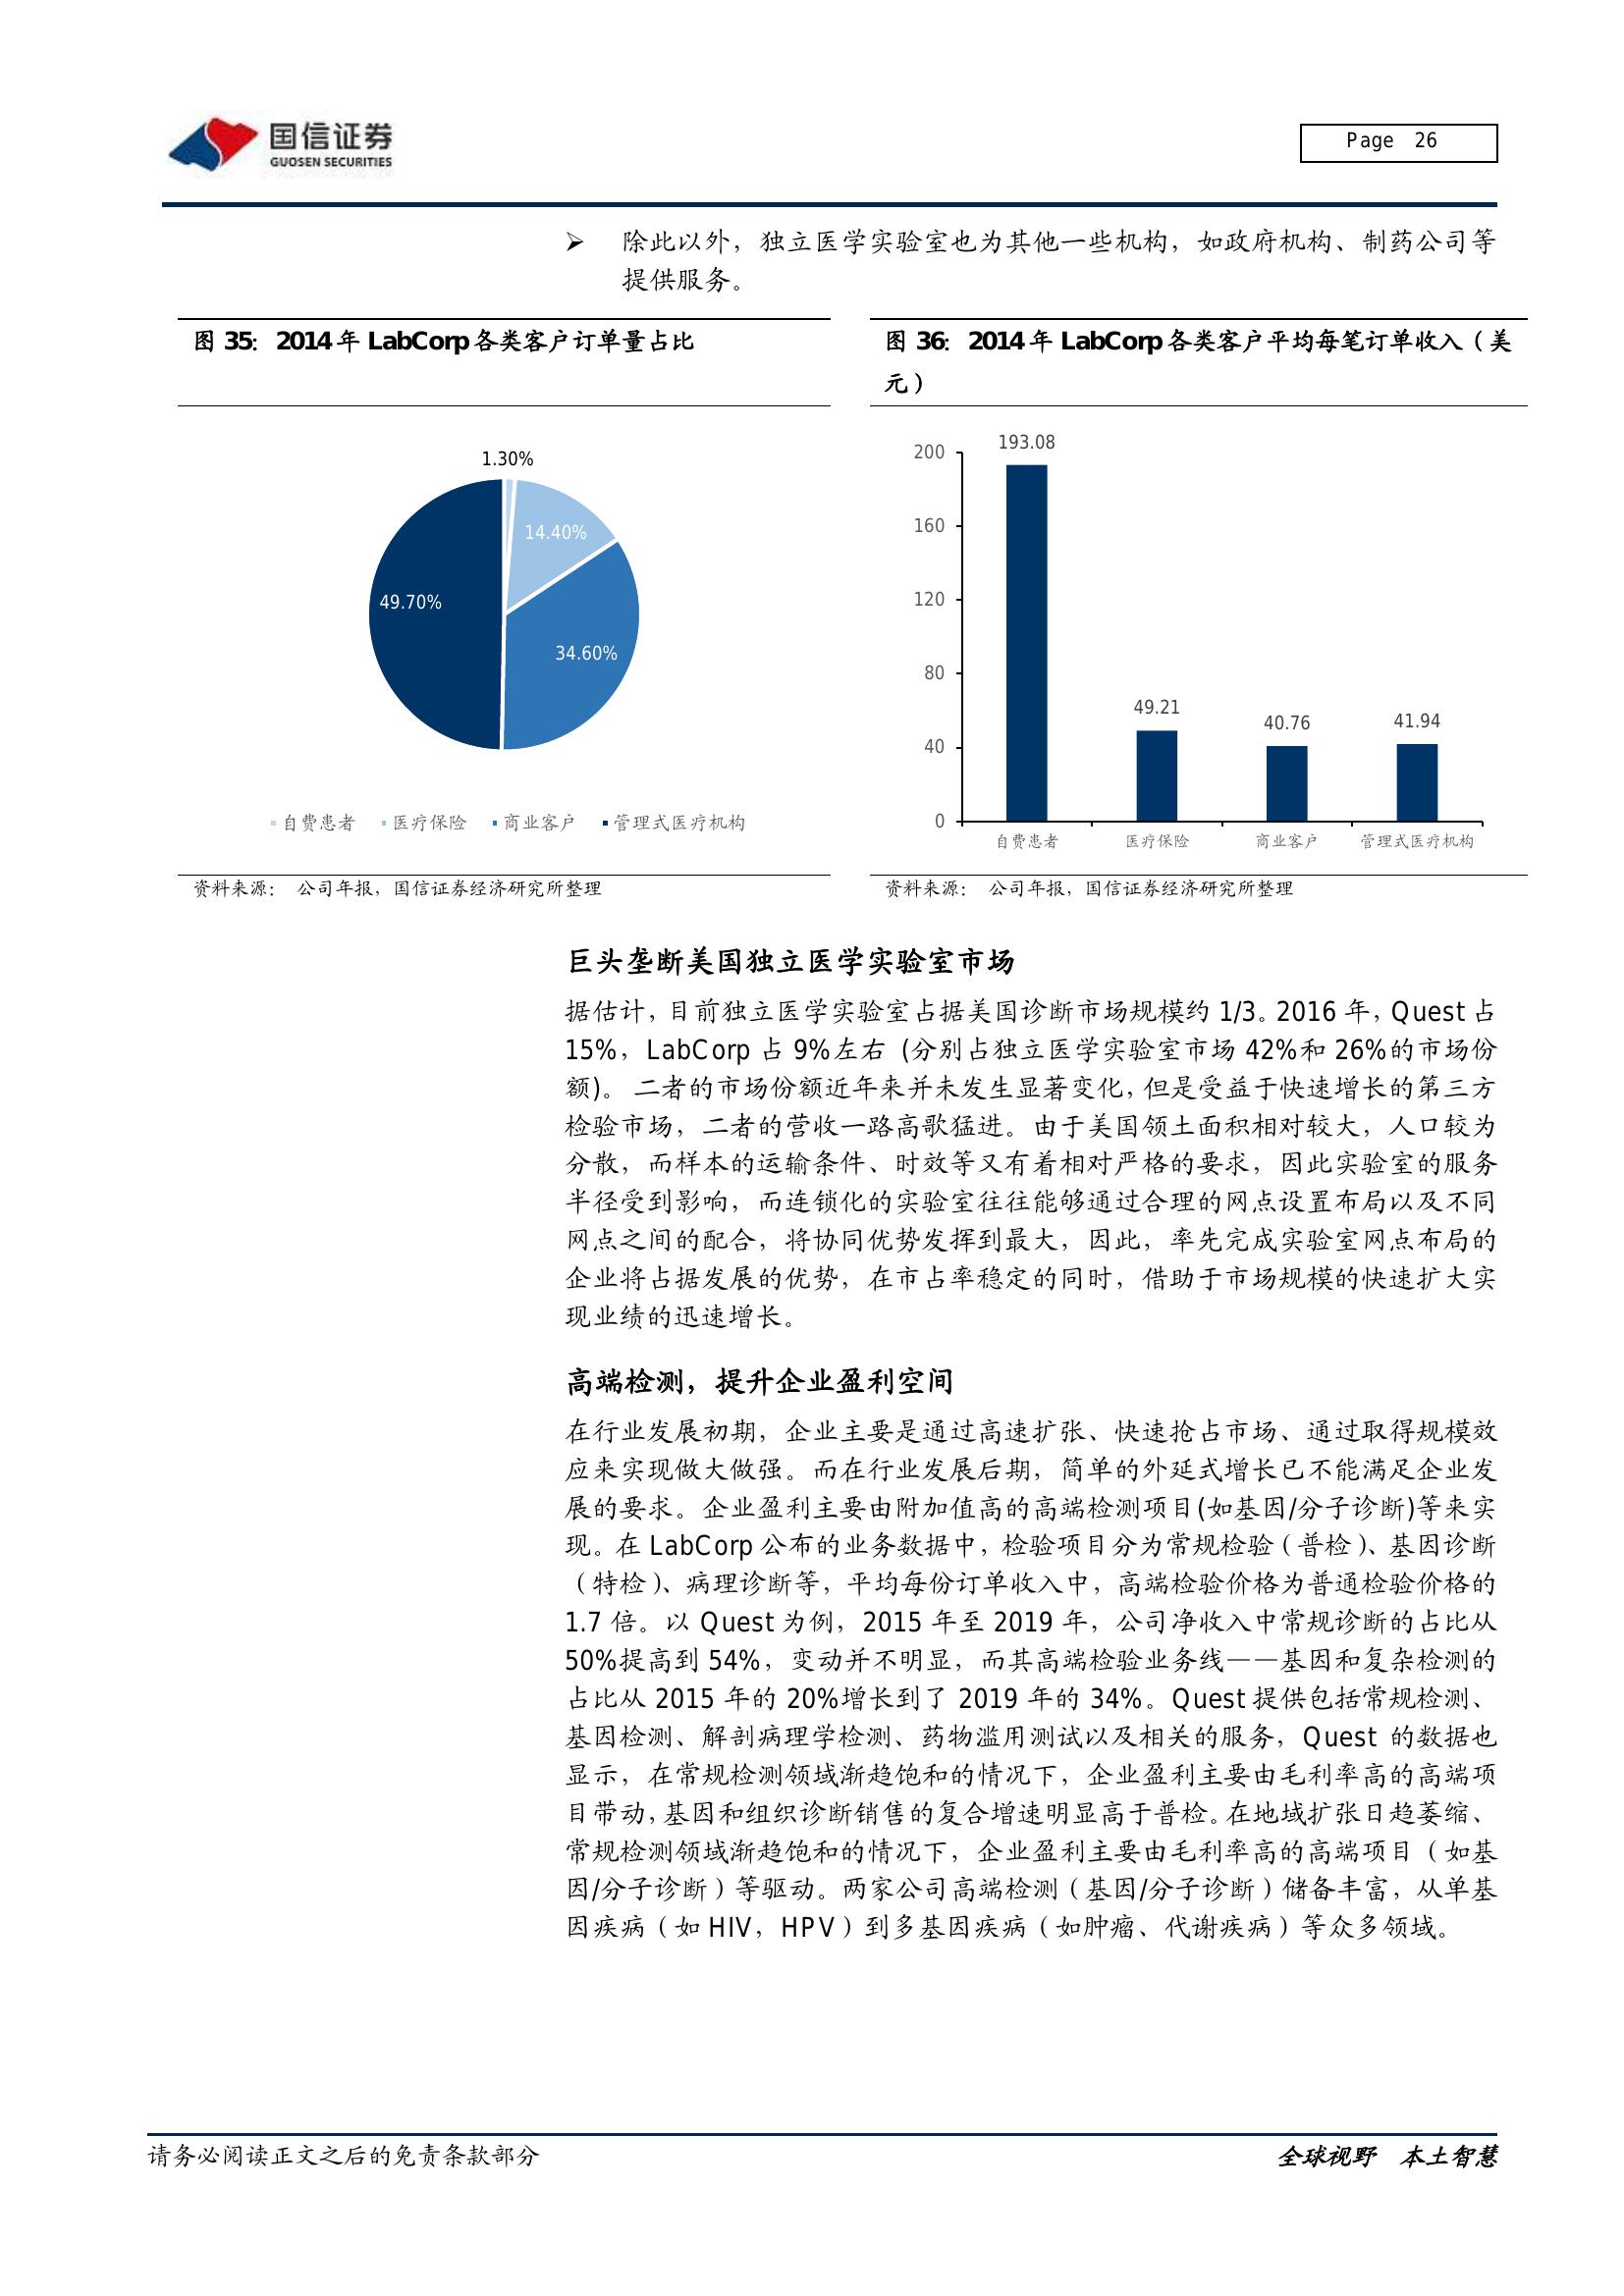 国信证券
GUOSEN SECURITIES
Page 26
➢ 除此以外，独立医学实验室也为其他一些机构，如政府机构、制药公司等
提供服务。
图 35： 2014 年 LabCorp 各类客户订单量占比
1.30%
14.40%
49.70%
34.60%
自费患者 医疗保险 商业客户 管理式医疗机构
资料来源： 公司年报，国信证券经济研究所整理
图 36： 2014 年 LabCorp 各类客户平均每笔订单收入（美
元）
193.08
200
160
120
80
49.21
40.76
41.94
40
0
自费患者 医疗保险 商业客户 管理式医疗机构
资料来源： 公司年报，国信证券经济研究所整理
巨头垄断美国独立医学实验室市场
据估计，目前独立医学实验室占据美国诊断市场规模约 1/3。2016 年，Quest 占
15%，LabCorp 占 9%左右 (分别占独立医学实验室市场 42%和 26%的市场份
额)。 二者的市场份额近年来并未发生显著变化，但是受益于快速增长的第三方
检验市场，二者的营收一路高歌猛进。由于美国领土面积相对较大，人口较为
分散，而样本的运输条件、时效等又有着相对严格的要求，因此实验室的服务
半径受到影响，而连锁化的实验室往往能够通过合理的网点设置布局以及不同
网点之间的配合，将协同优势发挥到最大，因此，率先完成实验室网点布局的
企业将占据发展的优势，在市占率稳定的同时，借助于市场规模的快速扩大实
现业绩的迅速增长。
高端检测，提升企业盈利空间
在行业发展初期，企业主要是通过高速扩张、快速抢占市场、通过取得规模效
应来实现做大做强。而在行业发展后期，简单的外延式增长已不能满足企业发
展的要求。企业盈利主要由附加值高的高端检测项目(如基因/分子诊断)等来实
现。在 LabCorp 公布的业务数据中，检验项目分为常规检验（普检）、基因诊断
（特检）、病理诊断等，平均每份订单收入中，高端检验价格为普通检验价格的
1.7 倍。以 Quest 为例，2015 年至 2019 年，公司净收入中常规诊断的占比从
50%提高到 54%，变动并不明显，而其高端检验业务线——基因和复杂检测的
占比从 2015 年的 20%增长到了 2019 年的 34%。Quest 提供包括常规检测、
基因检测、解剖病理学检测、药物滥用测试以及相关的服务，Quest 的数据也
显示，在常规检测领域渐趋饱和的情况下，企业盈利主要由毛利率高的高端项
目带动，基因和组织诊断销售的复合增速明显高于普检。在地域扩张日趋萎缩、
常规检测领域渐趋饱和的情况下，企业盈利主要由毛利率高的高端项目（如基
因/分子诊断）等驱动。两家公司高端检测（基因/分子诊断）储备丰富，从单基
因疾病（如 HIV，HPV）到多基因疾病（如肿瘤、代谢疾病）等众多领域。
请务必阅读正文之后的免责条款部分
全球视野 本土智慧